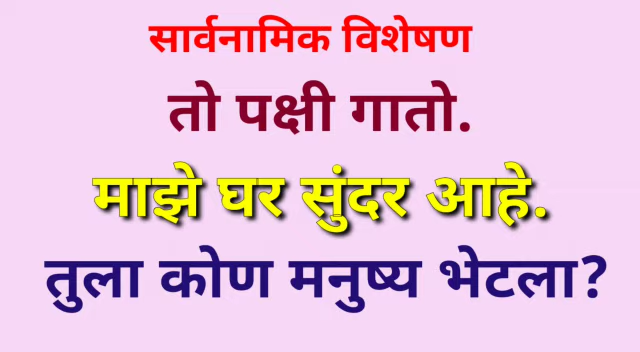 सार्वनामिक विशेषण
तो पक्षी गातो.
माझे घर सुंदर आहे.
तुला कोण मनुष्य भेटला?